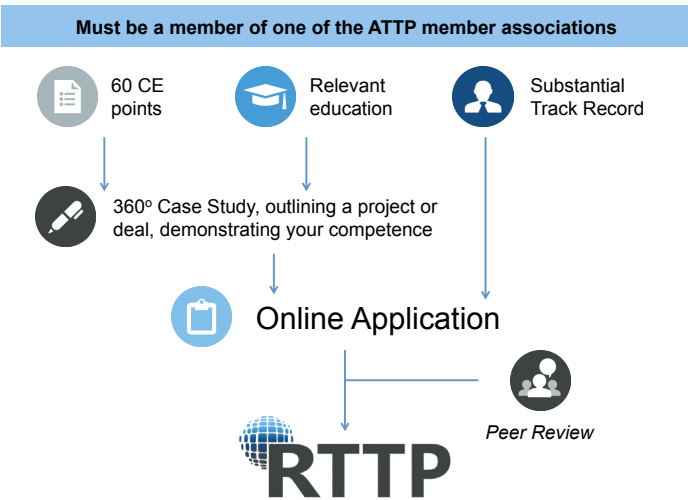 Must be a member of one of the ATTP member associations
60 CE
points
Relevant
education
Substantial
Track Record
360º Case Study, outlining a project or
deal, demonstrating your competence
Online Application
Peer Review
RTTP